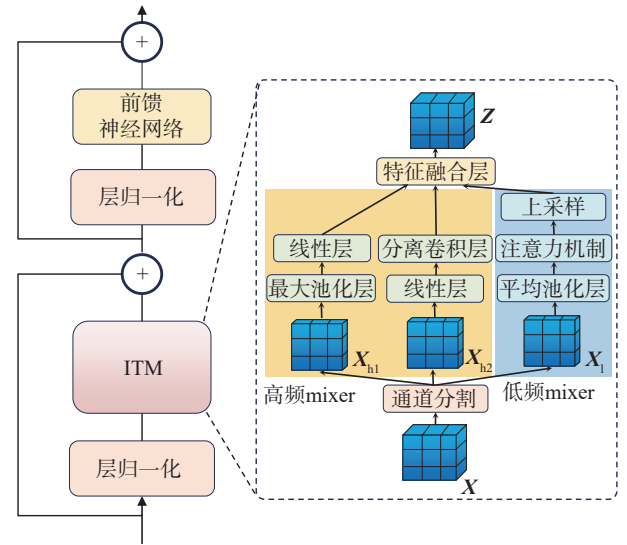 +
前馈
神经网络
层归一化
+
ITM
层归一化
Z
特征融合层
上采样
线性层
分离卷积层
注意力机制
最大池化层
线性层
平均池化层
X_h1
X_h2
X_l
高频mixer
通道分割
低频mixer
X